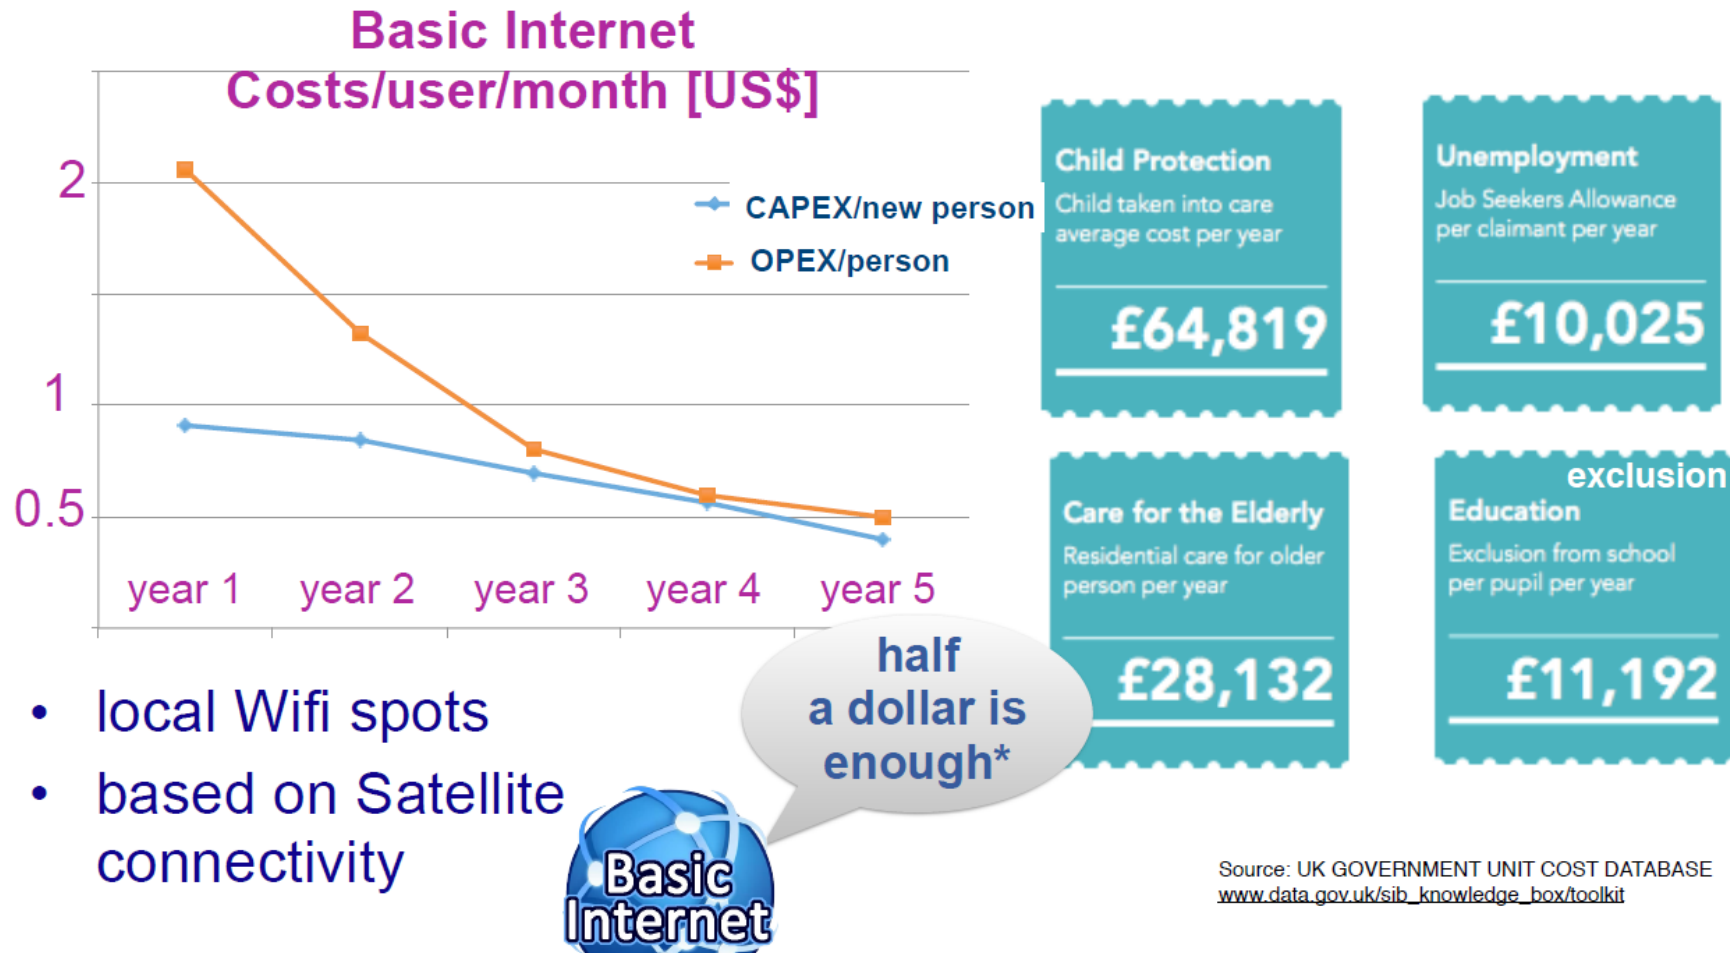 Basic Internet
Costs/user/month [US$]
2
1
0.5
CAPEX/new person
OPEX/person
year 1 year 2 year 3 year 4 year 5
• local Wifi spots
• based on Satellite
connectivity
half
a dollar is
enough*
Basic
Internet
Child Protection
Child taken into care
average cost per year
£64,819
Unemployment
Job Seekers Allowance
per claimant per year
£10,025
Care for the Elderly
Residential care for older
person per year
£28,132
exclusion
Education
Exclusion from school
per pupil per year
£11,192
Source: UK GOVERNMENT UNIT COST DATABASE
www.data.gov.uk/sib_knowledge_box/toolkit